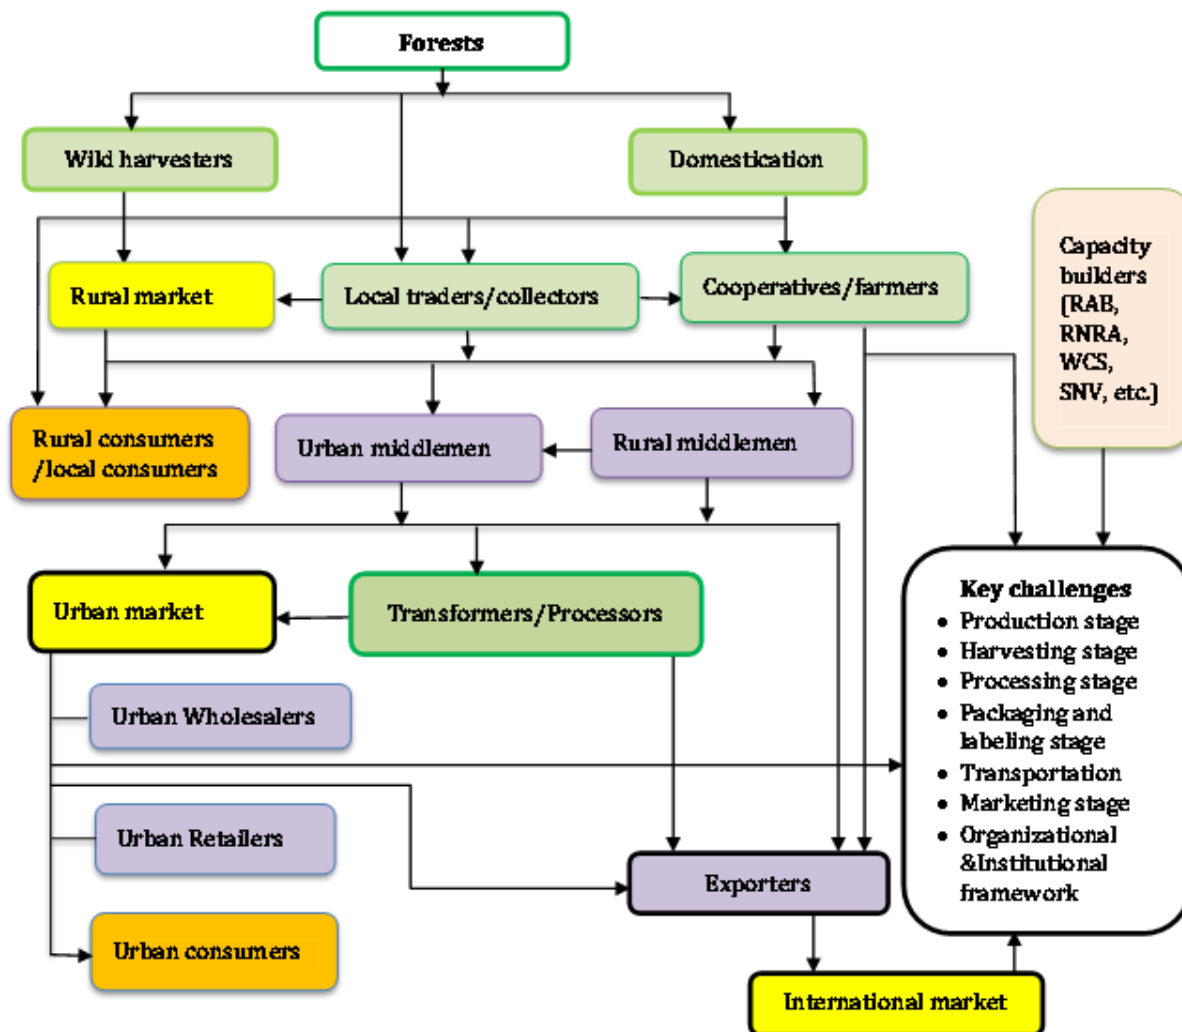 Forests
Wild harvesters
Domestication
Capacity
builders
[RAB,
RNRA,
WCS,
SNV, etc.]
Rural market
Local traders/collectors
Cooperatives/farmers
Rural consumers
/local consumers
Urban middlemen
Rural middlemen
Urban market
Transformers/Processors
Key challenges
• Production stage
• Harvesting stage
• Processing stage
• Packaging and
labeling stage
• Transportation
• Marketing stage
• Organizational
&Institutional
framework
Urban Wholesalers
Urban Retailers
Exporters
Urban consumers
International market